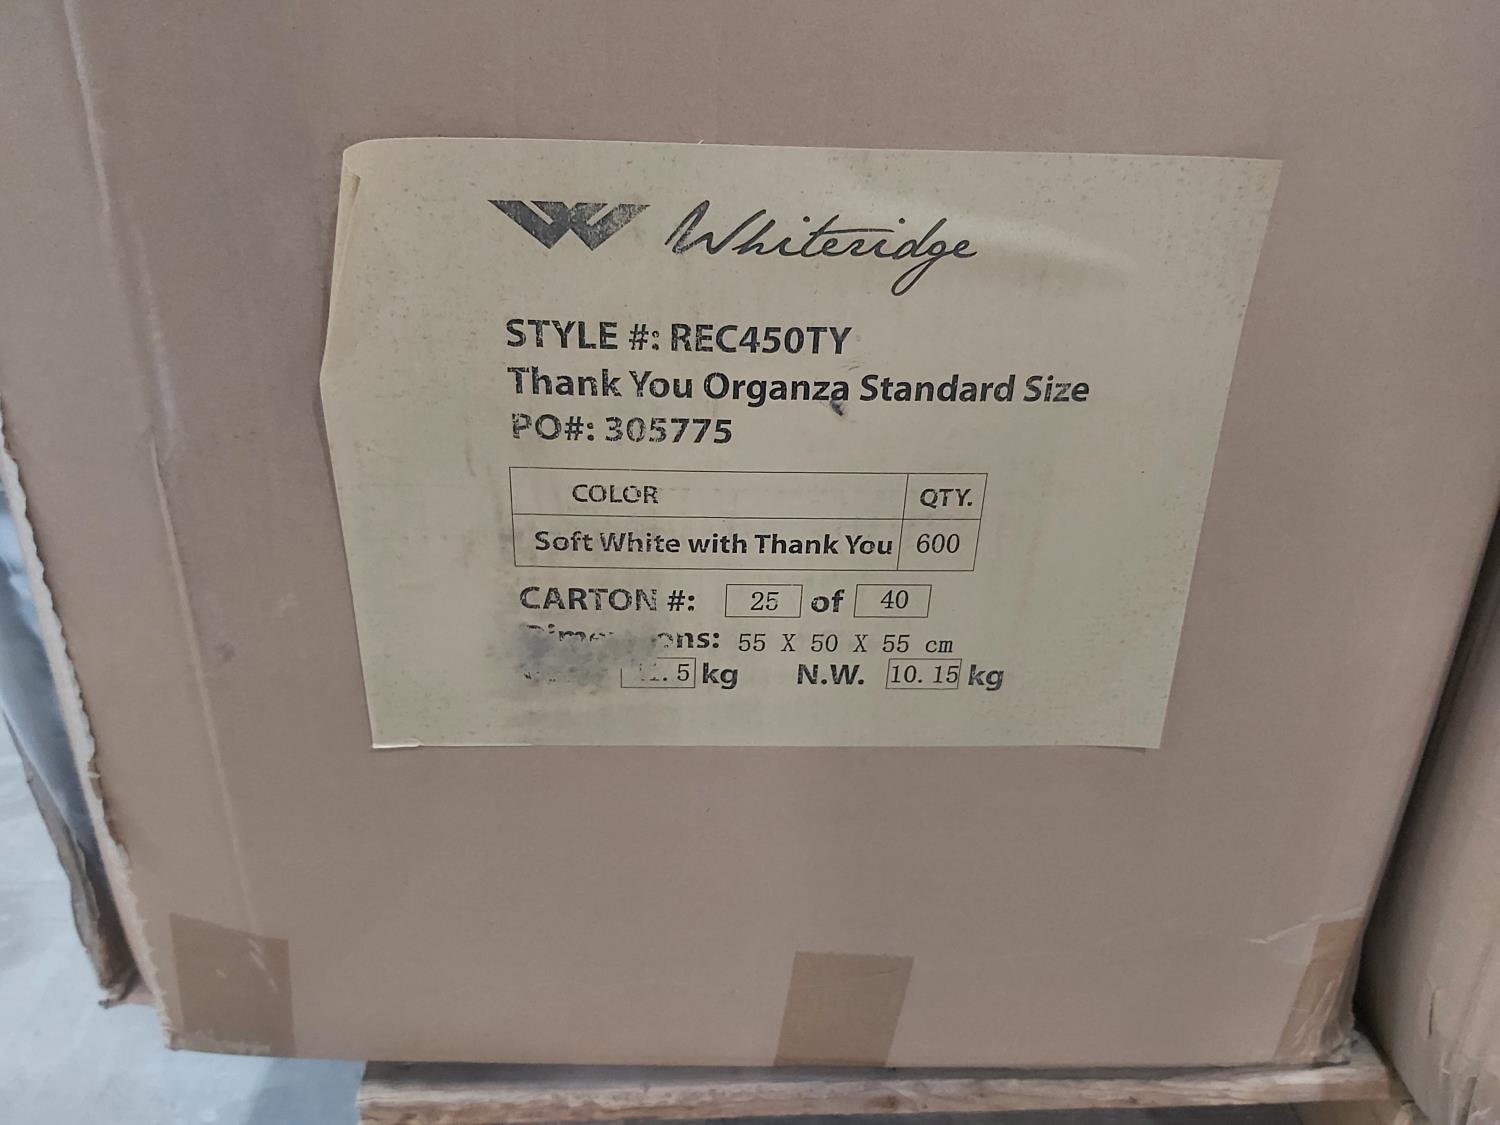 Whiteridge
STYLE #: REC450TY
Thank You Organza Standard Size
PO#: 305775
COLOR QTY.
Soft White with Thank You 600
CARTON #: 25 of 40
Dimensions: 55 X 50 X 55 cm
kg N.W. 10.15 kg